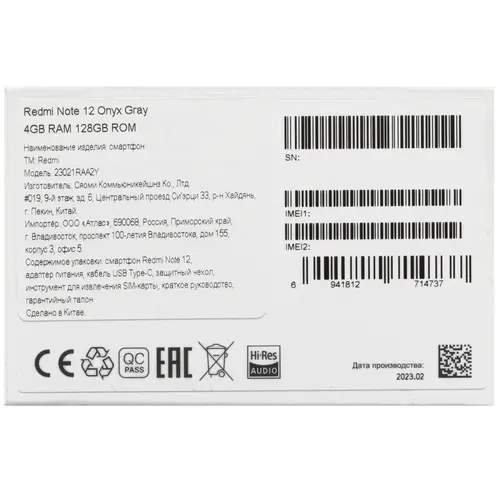 Redmi Note 12 Onyx Gray
4GB RAM 128GB ROM
Наименование изделия: смартфон
ТМ: Redmi
Модель: 23021RAA2Y
Изготовитель: Сяоми Коммьюникейшнз Ко., Лтд
#019, 9-й этаж, зд. 6, Центральный проезд Си'эрци 33, р-н Хайдянь,
г. Пекин, Китай.
Импортёр: ООО «Атлас», 690068, Россия, Приморский край,
г. Владивосток, проспект 100-летия Владивостока, дом 155,
корпус 3, офис 5.
Содержимое упаковки: смартфон Redmi Note 12,
адаптер питания, кабель USB Type-C, защитный чехол,
инструмент для извлечения SIM-карты, краткое руководство,
гарантийный талон
Сделано в Китае.
SN:
IMEI1:
IMEI2:
6 941812 714737
CE
QC
PASS
EAC
Hi-Res
AUDIO
Дата производства:
2023.02